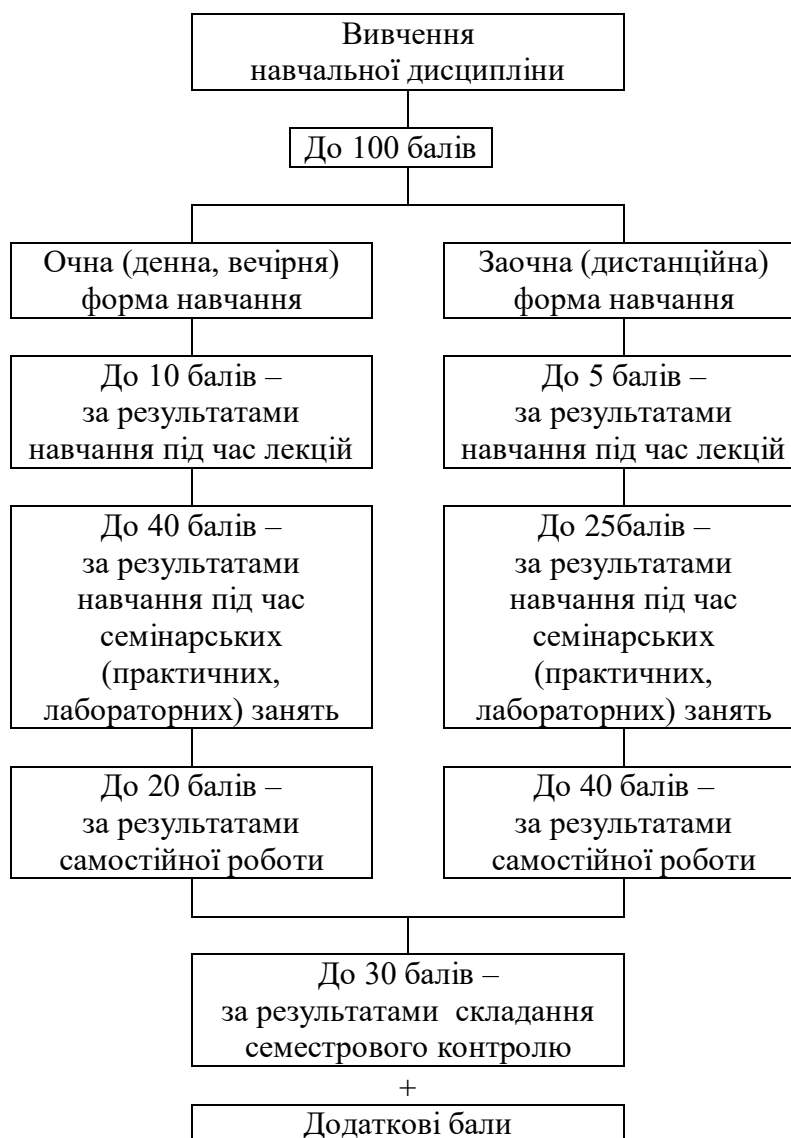 Вивчення
навчальної дисципліни
До 100 балів
Очна (денна, вечірня)
форма навчання
Заочна (дистанційна)
форма навчання
До 10 балів –
за результатами
навчання під час лекцій
До 5 балів –
за результатами
навчання під час лекцій
До 40 балів –
за результатами
навчання під час
семінарських
(практичних,
лабораторних) занять
До 25балів –
за результатами
навчання під час
семінарських
(практичних,
лабораторних) занять
До 20 балів –
за результатами
самостійної роботи
До 40 балів –
за результатами
самостійної роботи
До 30 балів –
за результатами складання
семестрового контролю
+
Додаткові бали